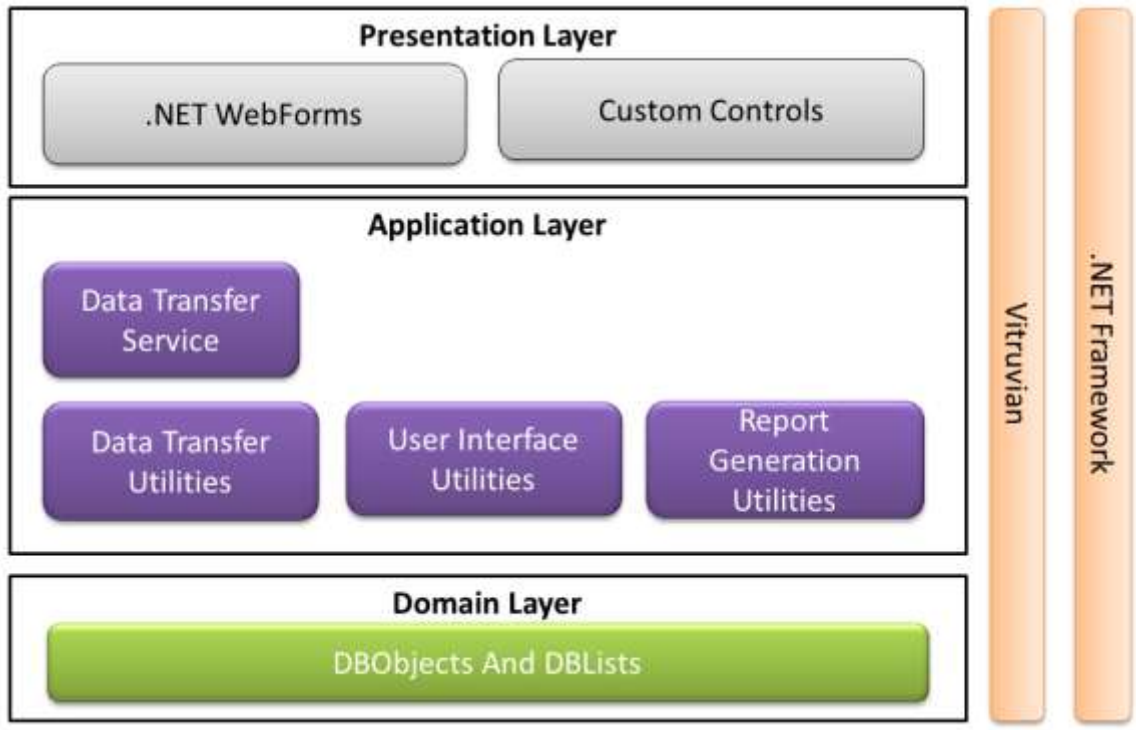 Presentation Layer
.NET WebForms
Custom Controls
Application Layer
Data Transfer
Service
Data Transfer
Utilities
User Interface
Utilities
Report
Generation
Utilities
Domain Layer
DBObjects And DBLists
Vitruvian
.NET Framework